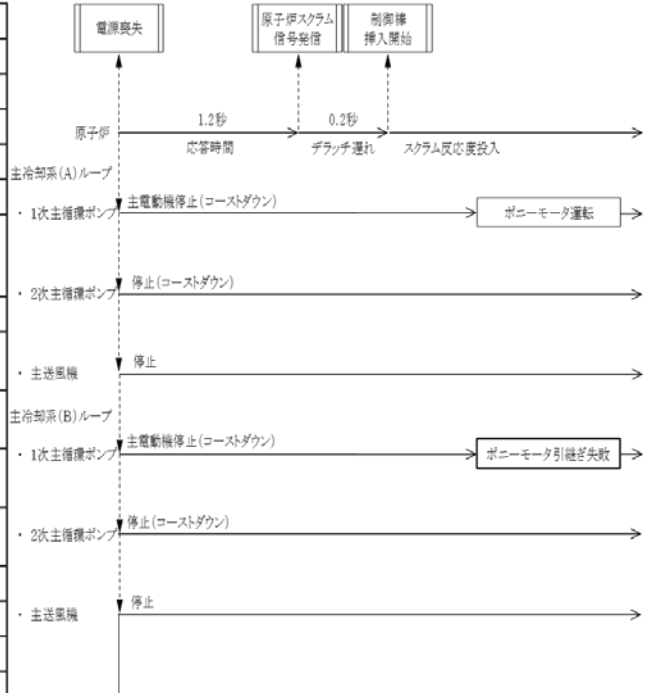 電源喪失
原子炉スクラム
信号発信
制御棒
挿入開始
1.2秒
0.2秒
原子炉
応答時間
デラッチ遅れ
スクラム反応度投入
主冷却系(A)ループ
主電動機停止(コーストダウン)
・ 1次主循環ポンプ
ポニーモータ運転
停止(コーストダウン)
・ 2次主循環ポンプ
停止
・ 主送風機
主冷却系(B)ループ
主電動機停止(コーストダウン)
・ 1次主循環ポンプ
ポニーモータ引継ぎ失敗
停止(コーストダウン)
・ 2次主循環ポンプ
停止
・ 主送風機